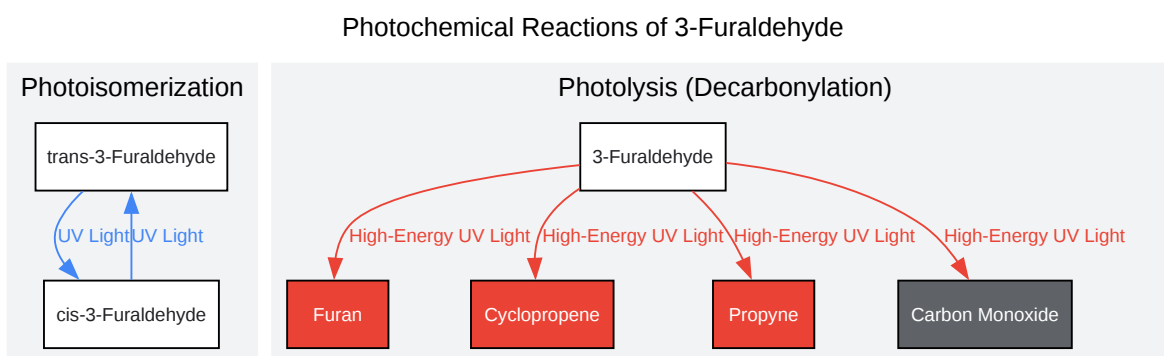 Photochemical Reactions of 3-Furaldehyde
Photoisomerization
trans-3-Furaldehyde
UV Light
UV Light
cis-3-Furaldehyde
Photolysis (Decarbonylation)
3-Furaldehyde
High-Energy UV Light
High-Energy UV Light
High-Energy UV Light
High-Energy UV Light
Furan
Cyclopropene
Propyne
Carbon Monoxide